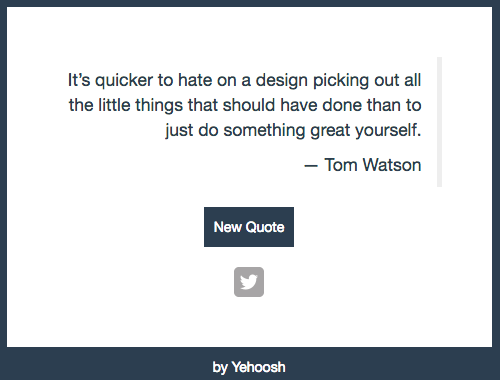 It’s quicker to hate on a design picking out all
the little things that should have done than to
just do something great yourself.
— Tom Watson
New Quote
by Yehoosh